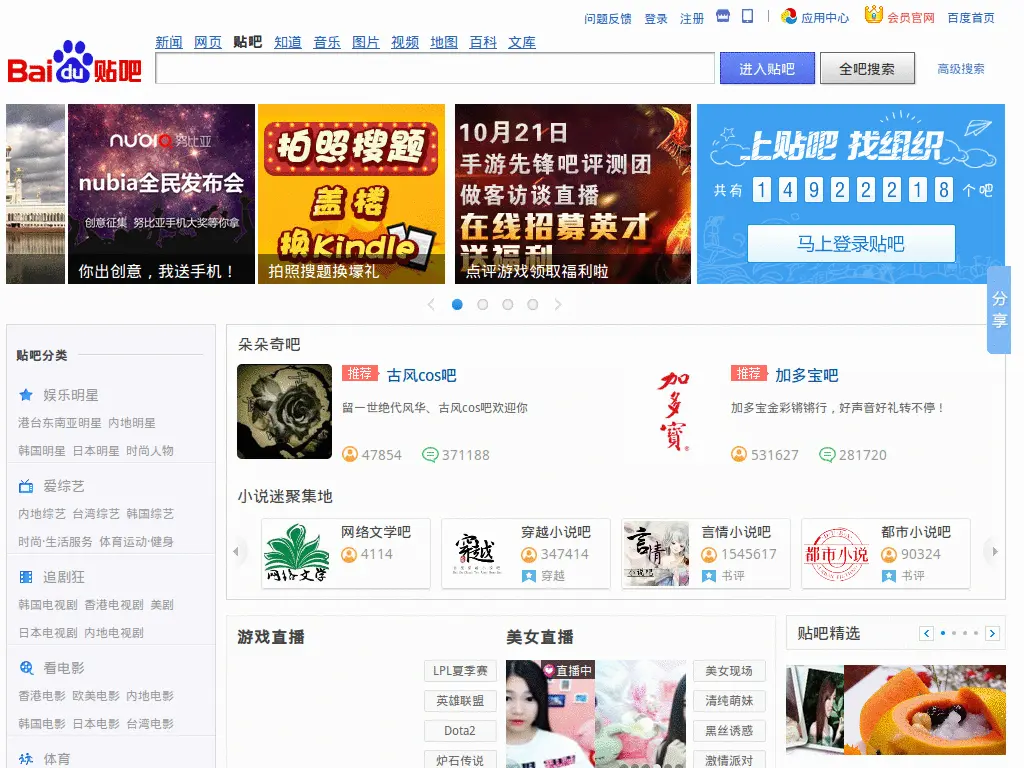 问题反馈 登录 注册 应用中心 会员官网 百度首页
新闻 网页 贴吧 知道 音乐 图片 视频 地图 百科 文库
Bai du 贴吧
进入贴吧 全吧搜索 高级搜索
nubia 努比亚
nubia全民发布会
创意征集 努比亚手机大奖等你拿
你出创意，我送手机！
拍照搜题
盖楼
换Kindle
拍照搜题换壕礼
10月21日
手游先锋吧评测团
做客访谈直播
在线招募英才
送福利
点评游戏领取福利啦
上贴吧 找组织
共有 1 4 9 2 2 2 1 8 个吧
马上登录贴吧
分享
贴吧分类
娱乐明星
港台东南亚明星 内地明星
韩国明星 日本明星 时尚人物
爱综艺
内地综艺 台湾综艺 韩国综艺
时尚·生活服务 体育运动·健身
追剧狂
韩国电视剧 香港电视剧 美剧
日本电视剧 内地电视剧
看电影
香港电影 欧美电影 内地电影
韩国电影 日本电影 台湾电影
体育
朵朵奇吧
推荐 古风cos吧
留一世绝代风华、古风cos吧欢迎你
47854 371188
加多寶
推荐 加多宝吧
加多宝金彩锵锵行，好声音好礼转不停！
531627 281720
小说迷聚集地
网络文学
网络文学吧
4114
穿越
穿越小说吧
347414
穿越
言情
小说吧
言情小说吧
1545617
书评
都市小说
都市小说吧
90324
书评
游戏直播
LPL夏季赛
英雄联盟
Dota2
炉石传说
美女直播
直播中
美女现场
清纯萌妹
黑丝诱惑
激情派对
贴吧精选